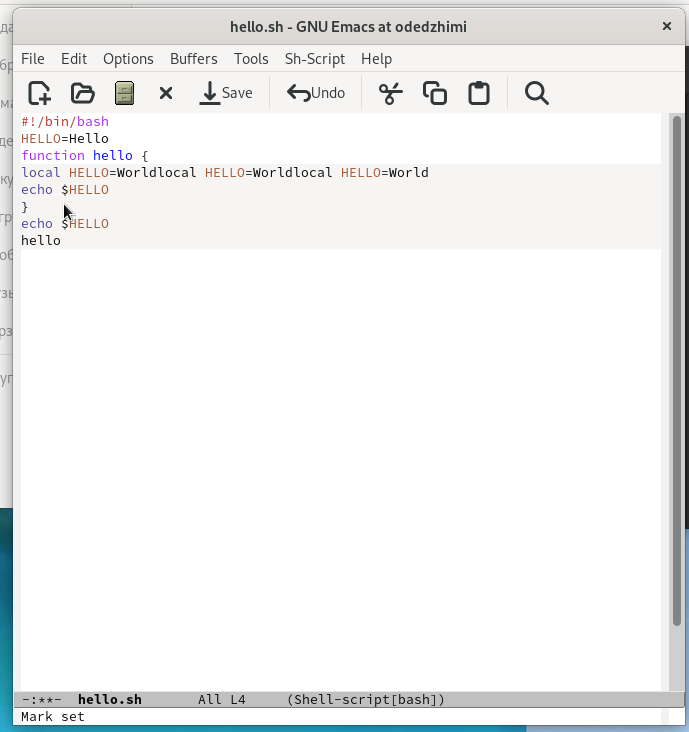 hello.sh - GNU Emacs at odedzhimi
File Edit Options Buffers Tools Sh-Script Help
Save Undo
#!/bin/bash
HELLO=Hello
function hello {
local HELLO=Worldlocal HELLO=Worldlocal HELLO=World
echo $HELLO
}
echo $HELLO
hello
-:**- hello.sh All L4 (Shell-script[bash])
Mark set